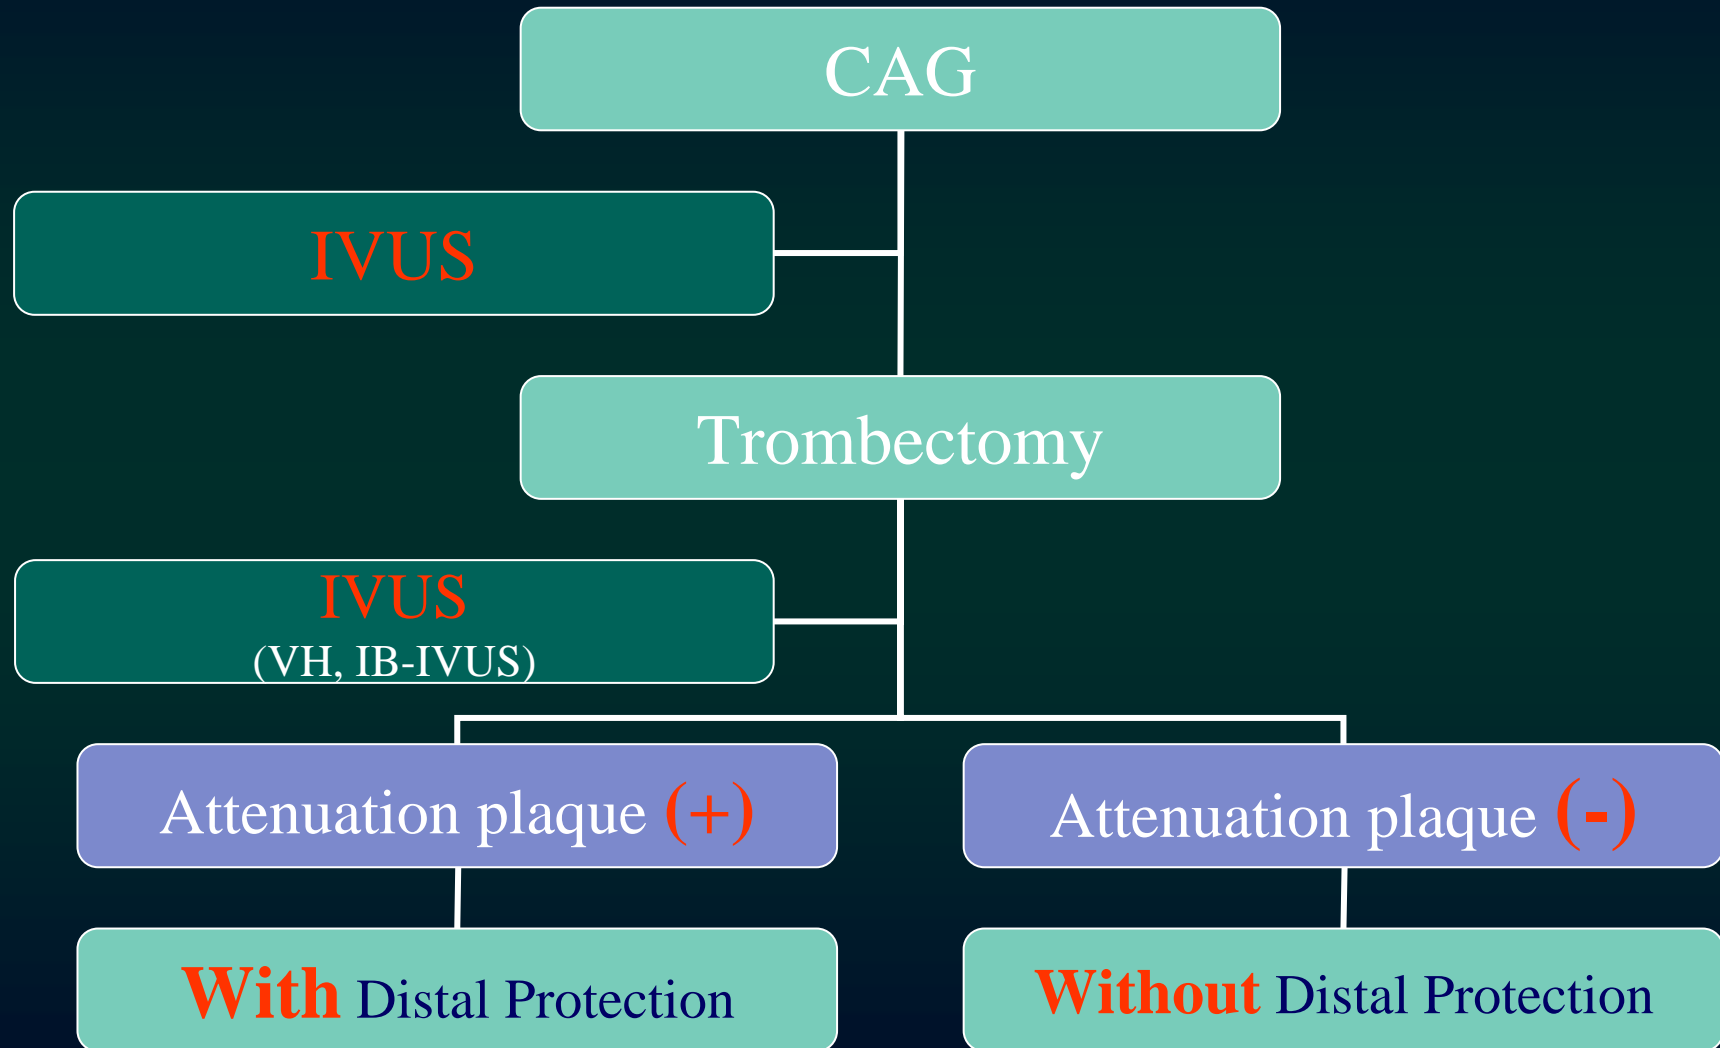 CAG
IVUS
Trombectomy
IVUS
(VH, IB-IVUS)
Attenuation plaque (+)
Attenuation plaque (-)
With Distal Protection
Without Distal Protection